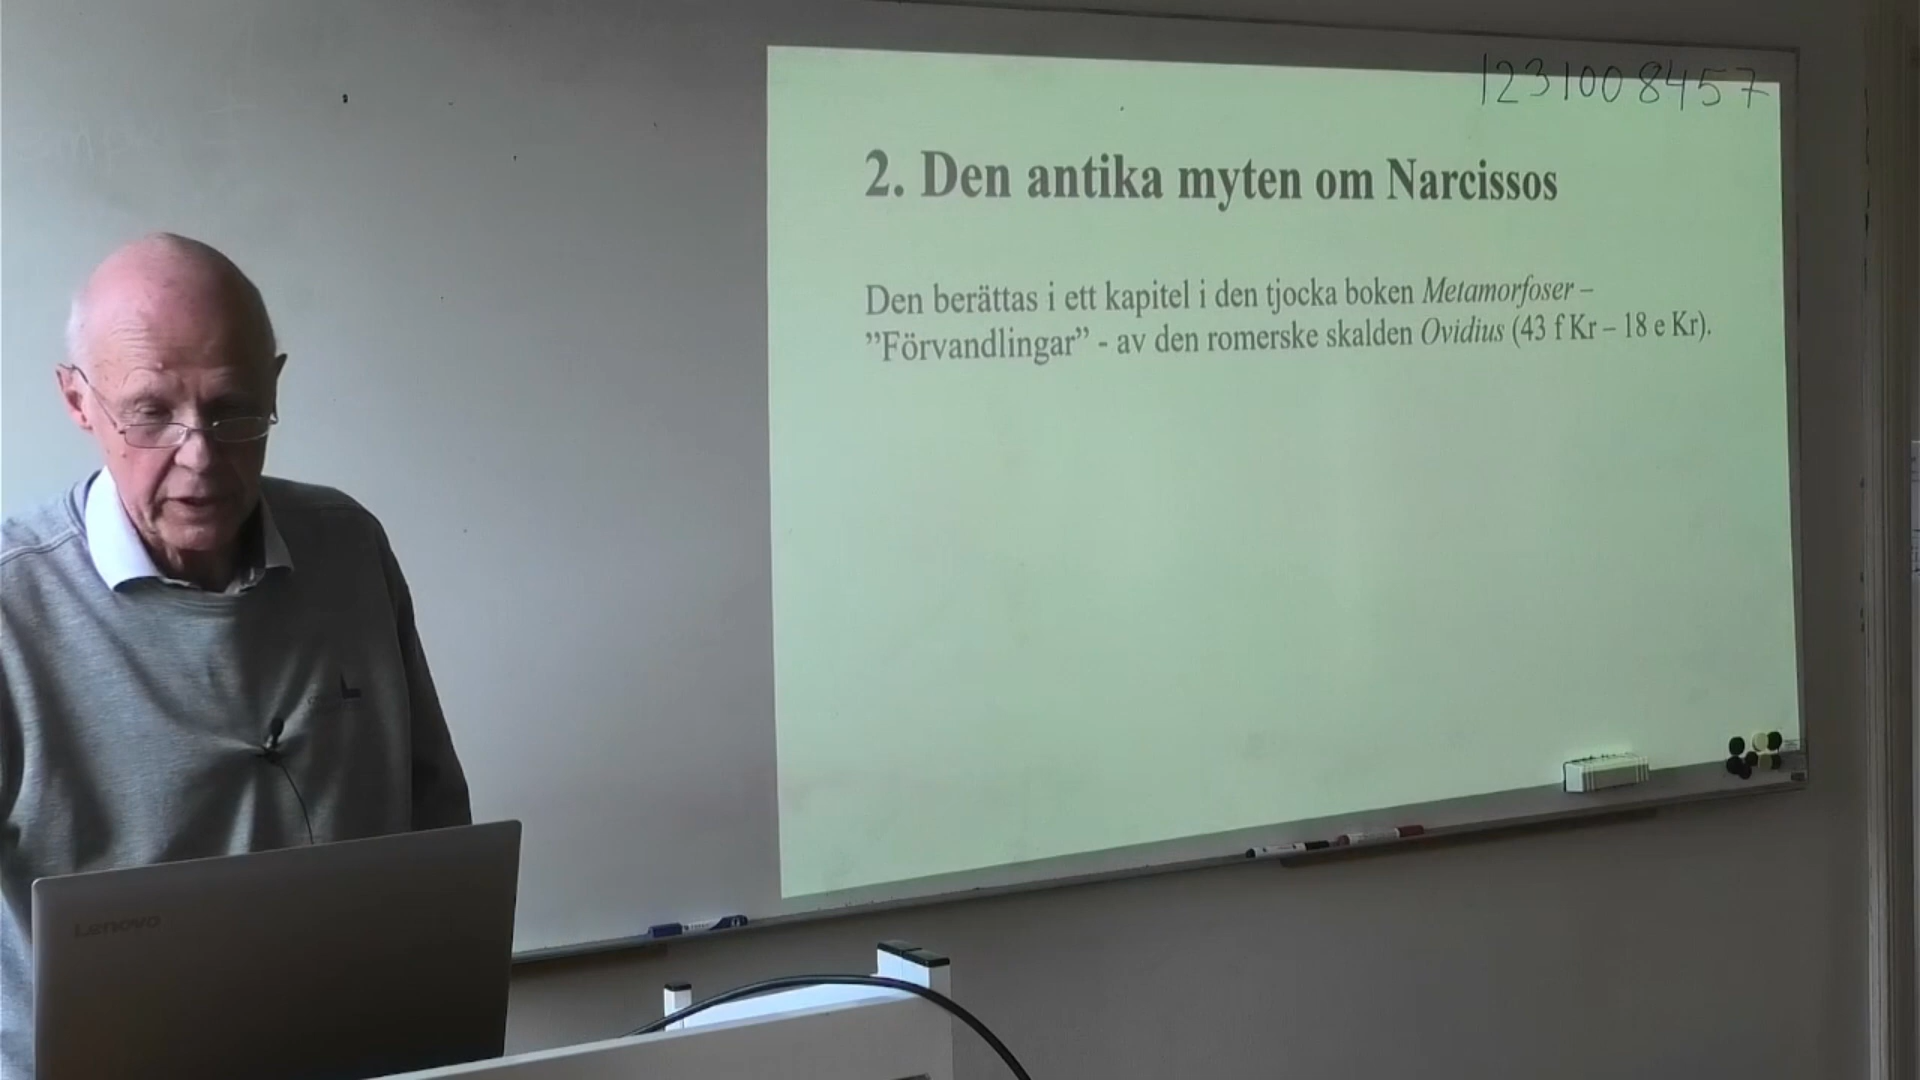 1231008457
2. Den antika myten om Narcissos
Den berättas i ett kapitel i den tjocka boken Metamorfoser –
”Förvandlingar” - av den romerske skalden Ovidius (43 f Kr – 18 e Kr).
Lenovo